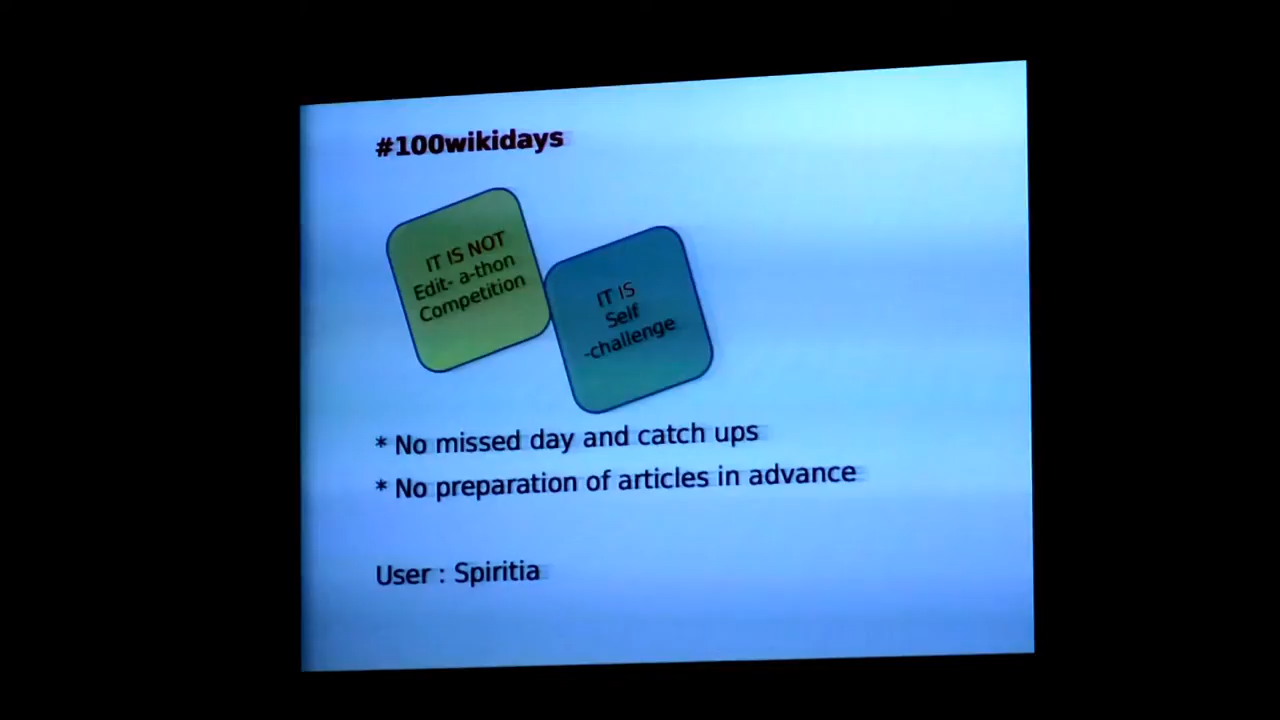 #100wikidays
IT IS NOT
Edit- a-thon
Competition
IT IS
Self
-challenge
* No missed day and catch ups
* No preparation of articles in advance
User : Spiritia